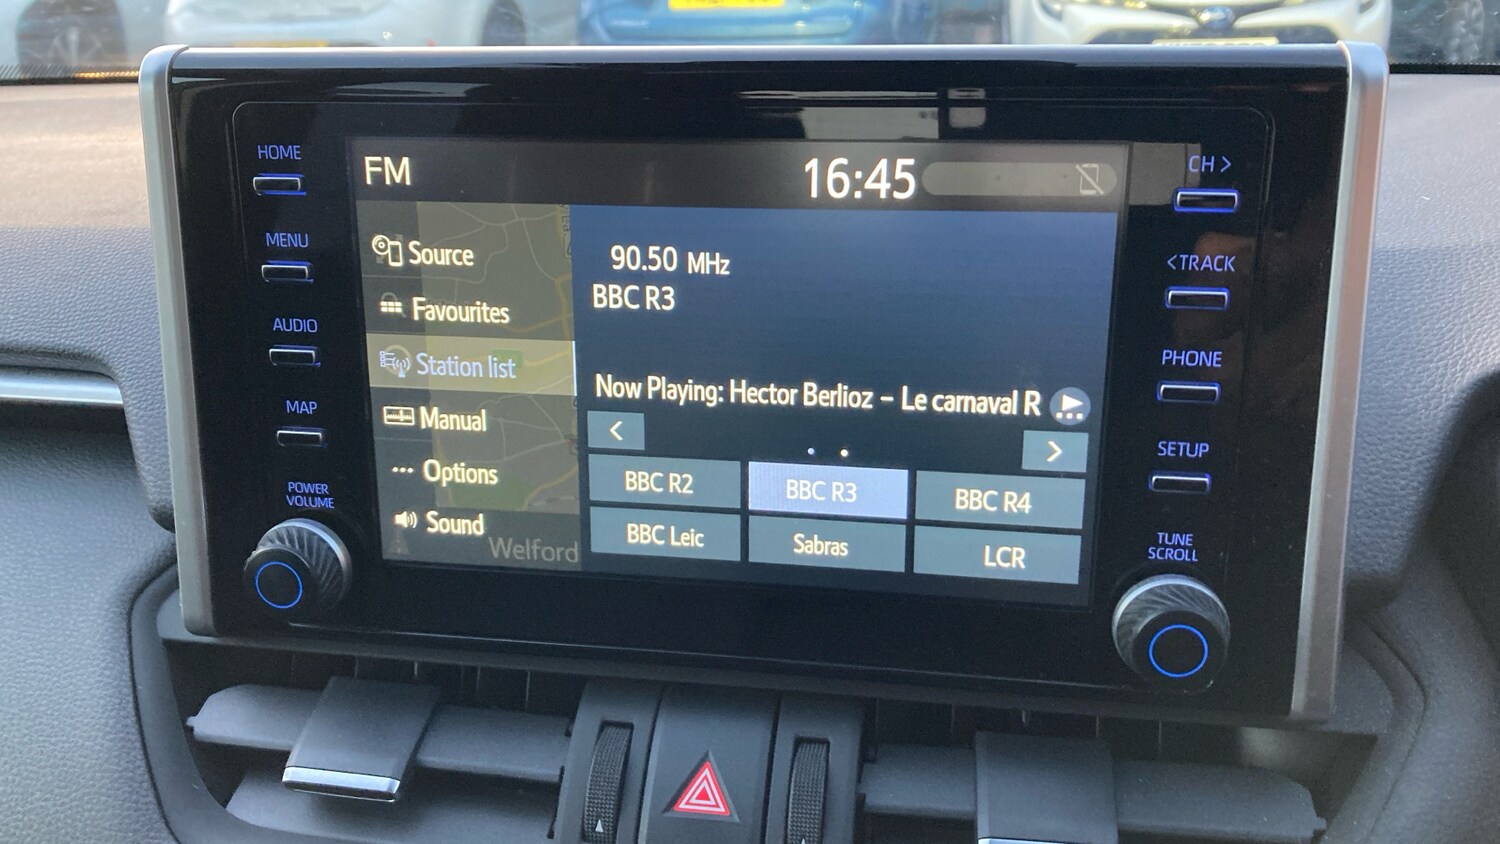 HOME
MENU
AUDIO
MAP
POWER
VOLUME
FM
16:45
Source
Favourites
Station list
Manual
Options
Sound
Welford
90.50 MHz
BBC R3
Now Playing: Hector Berlioz – Le carnaval R
<
>
BBC R2
BBC R3
BBC R4
BBC Leic
Sabras
LCR
CH >
<TRACK
PHONE
SETUP
TUNE
SCROLL